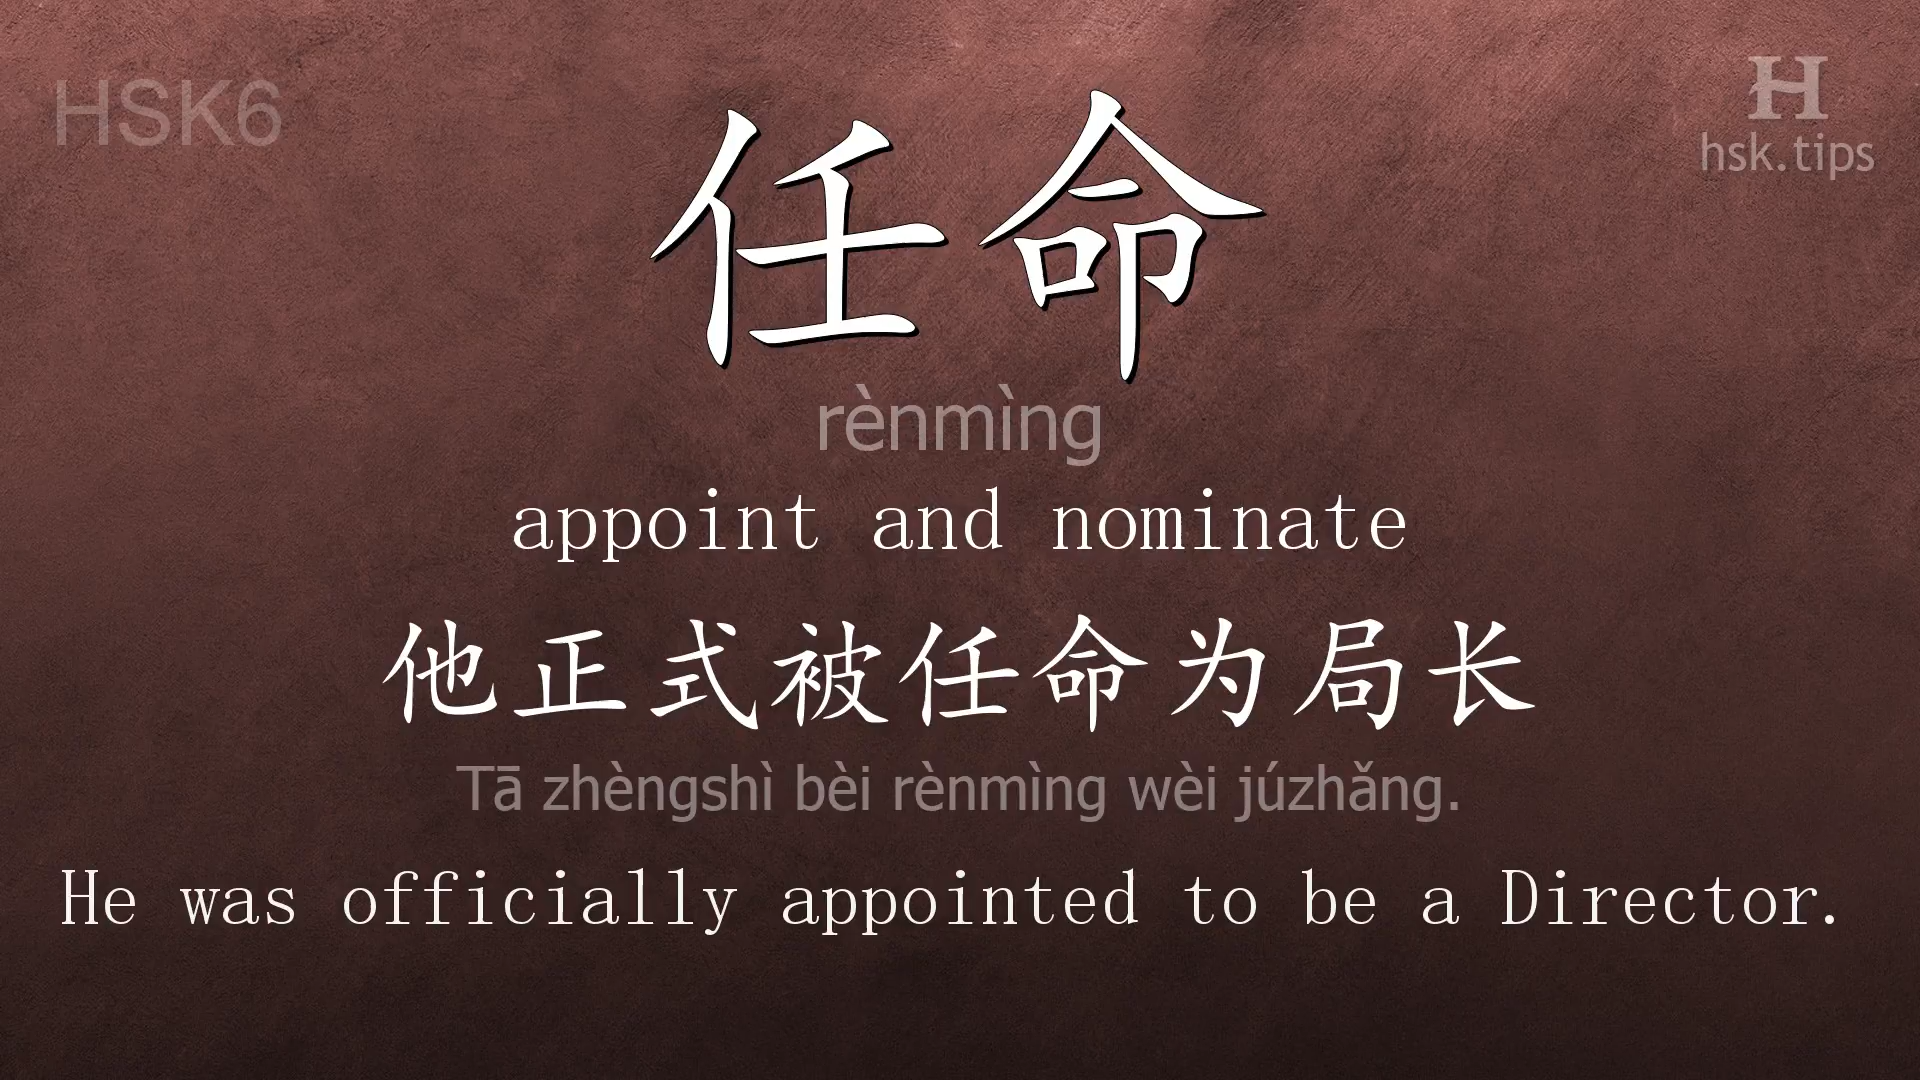 HSK6
H
hsk.tips
任命
rènmìng
appoint and nominate
他正式被任命为局长
Tā zhèngshì bèi rènmìng wèi júzhǎng.
He was officially appointed to be a Director.